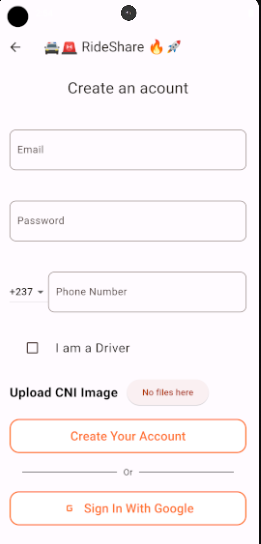 RideShare
Create an acount
Email
Password
+237 Phone Number
I am a Driver
Upload CNI Image No files here
Create Your Account
Or
G Sign In With Google